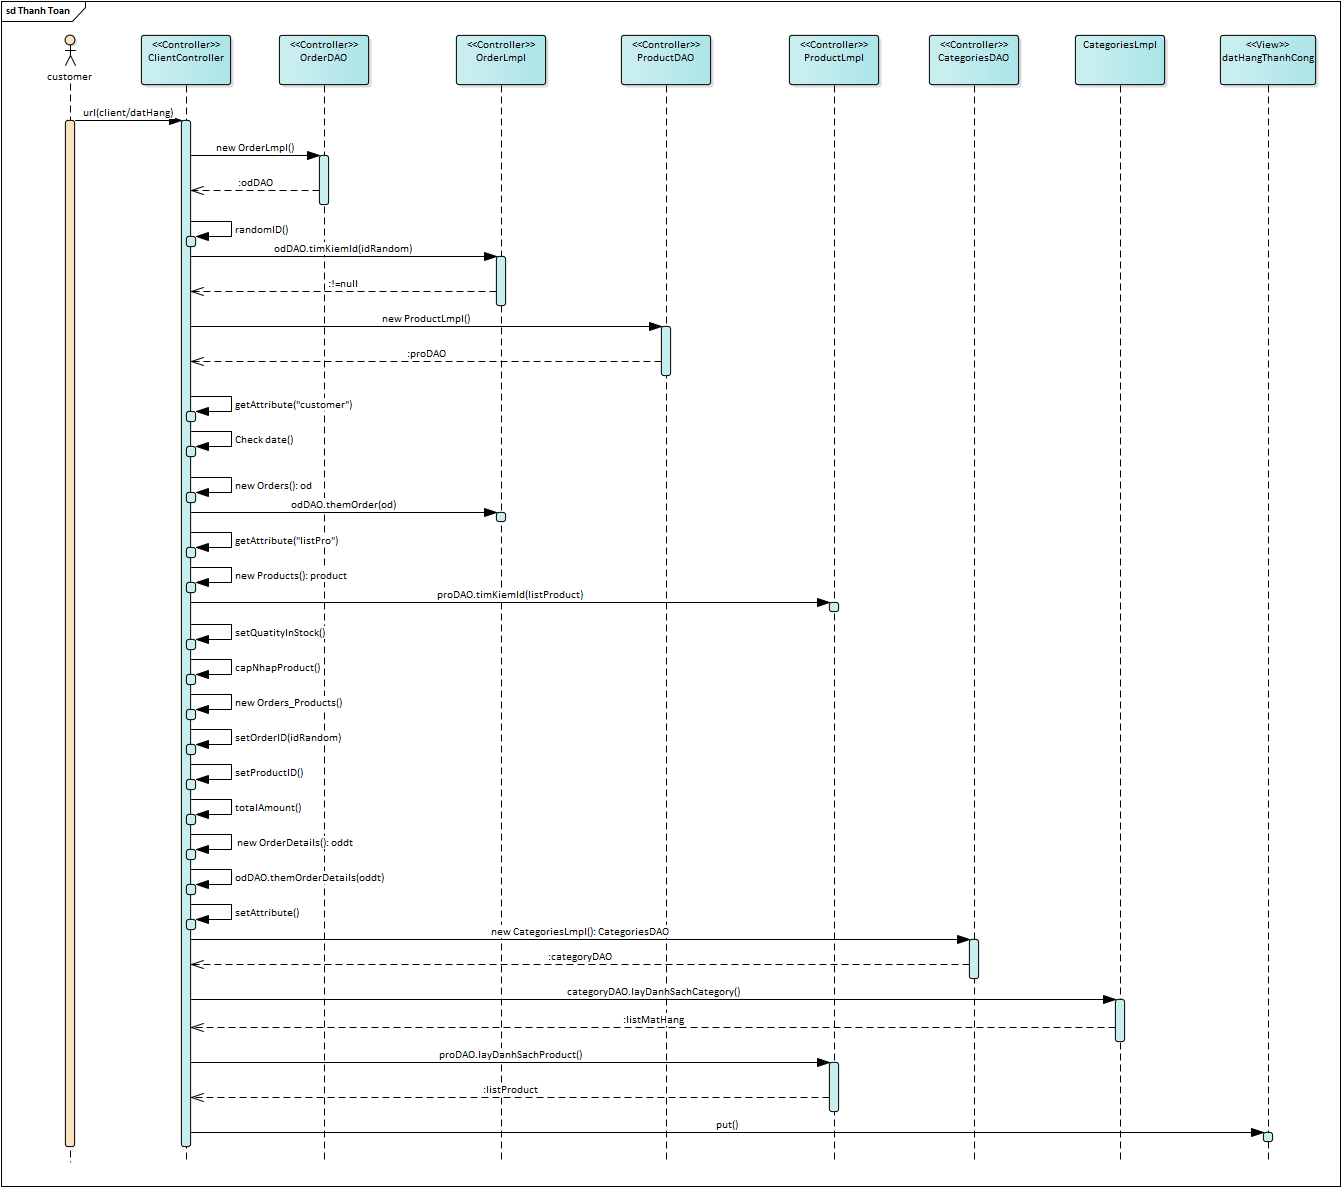 sd Thanh Toan
customer
<<Controller>>
ClientController
<<Controller>>
OrderDAO
<<Controller>>
OrderLmpl
<<Controller>>
ProductDAO
<<Controller>>
ProductLmpl
<<Controller>>
CategoriesDAO
CategoriesLmpl
<<View>>
datHangThanhCong
url(client/datHang)
new OrderLmpl()
:odDAO
randomID()
odDAO.timKiemId(idRandom)
:!=null
new ProductLmpl()
:proDAO
getAttribute("customer")
Check date()
new Orders(): od
odDAO.themOrder(od)
getAttribute("listPro")
new Products(): product
proDAO.timKiemId(listProduct)
setQuatityInStock()
capNhapProduct()
new Orders_Products()
setOrderID(idRandom)
setProductID()
totalAmount()
new OrderDetails(): oddt
odDAO.themOrderDetails(oddt)
setAttribute()
new CategoriesLmpl(): CategoriesDAO
:categoryDAO
categoryDAO.layDanhSachCategory()
:listMatHang
proDAO.layDanhSachProduct()
:listProduct
put()